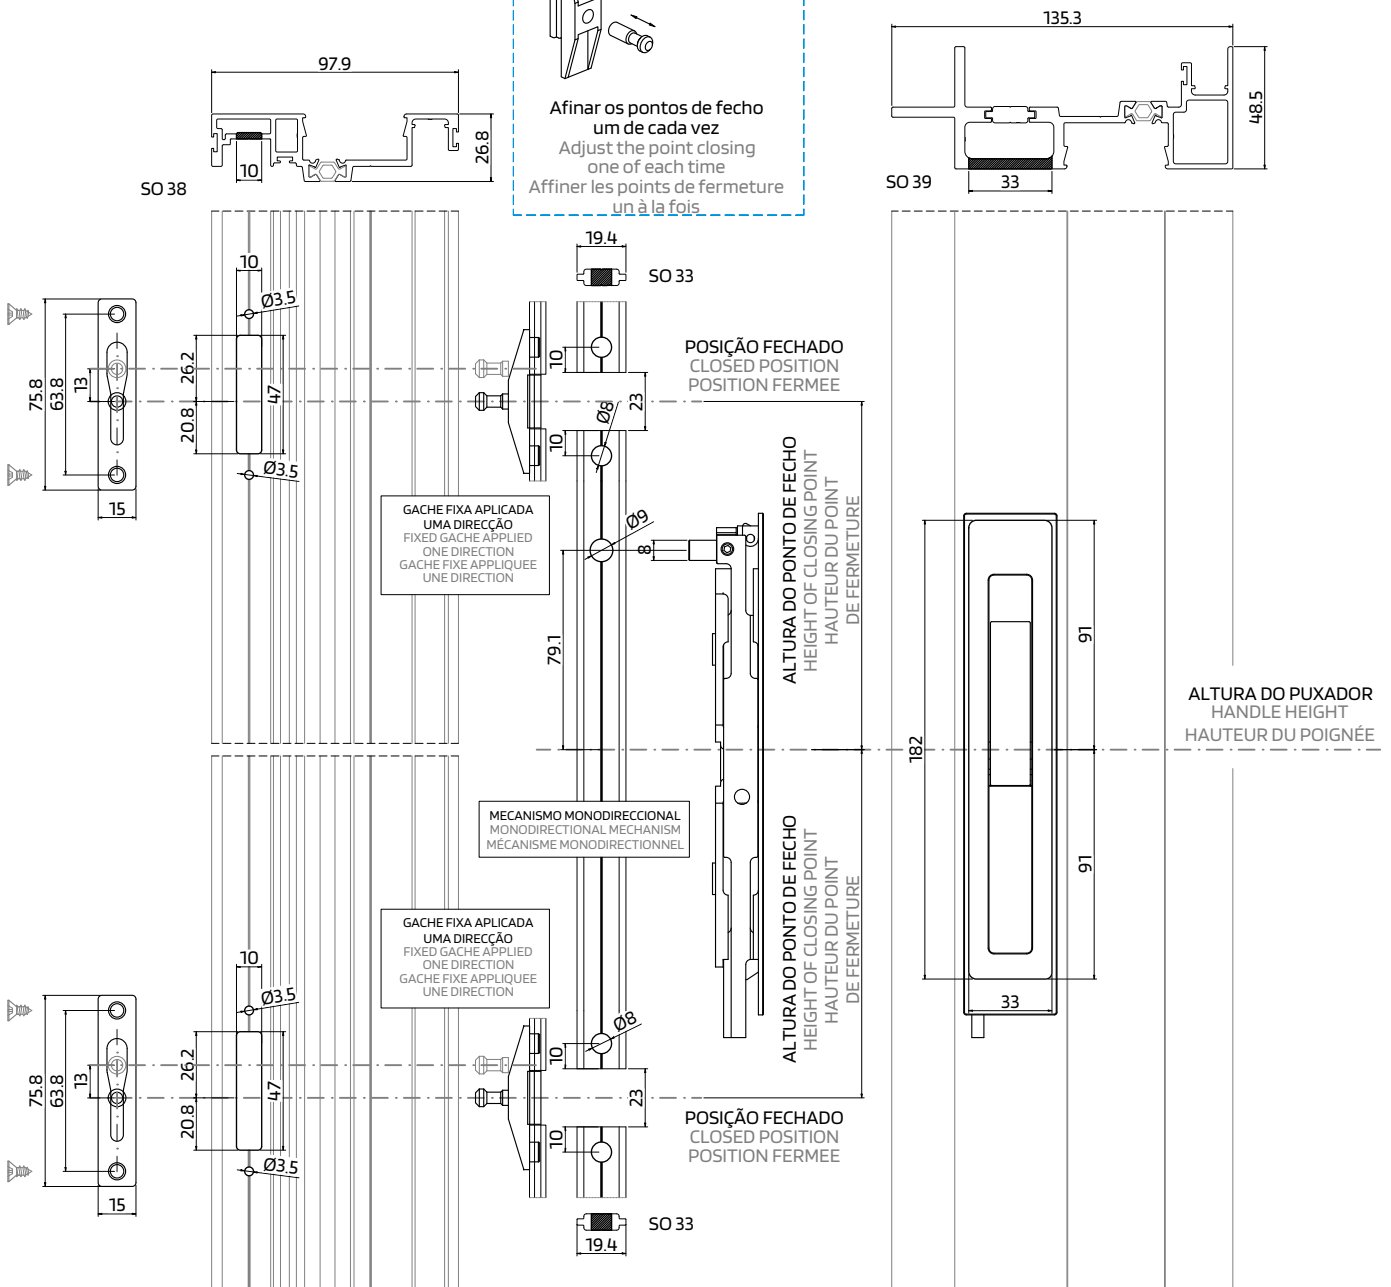 135.3
97.9
48.5
26.8
10
33
SO 38
SO 39
Afinar os pontos de fecho
um de cada vez
Adjust the point closing
one of each time
Affiner les points de fermeture
un à la fois
19.4
SO 33
10
Ø3.5
26.2
20.8
47
Ø3.5
75.8
63.8
13
15
10
23
Ø8
10
POSIÇÃO FECHADO
CLOSED POSITION
POSITION FERMEE
GACHE FIXA APLICADA
UMA DIRECÇÃO
FIXED GACHE APPLIED
ONE DIRECTION
GACHE FIXE APPLIQUEE
UNE DIRECTION
Ø9
8
79.1
ALTURA DO PONTO DE FECHO
HEIGHT OF CLOSING POINT
HAUTEUR DU POINT
DE FERMETURE
91
182
91
33
ALTURA DO PUXADOR
HANDLE HEIGHT
HAUTEUR DU POIGNÉE
MECANISMO MONODIRECCIONAL
MONODIRECTIONAL MECHANISM
MÉCANISME MONODIRECTIONNEL
ALTURA DO PONTO DE FECHO
HEIGHT OF CLOSING POINT
HAUTEUR DU POINT
DE FERMETURE
GACHE FIXA APLICADA
UMA DIRECÇÃO
FIXED GACHE APPLIED
ONE DIRECTION
GACHE FIXE APPLIQUEE
UNE DIRECTION
10
Ø3.5
26.2
20.8
47
Ø3.5
75.8
63.8
13
15
Ø8
10
23
10
POSIÇÃO FECHADO
CLOSED POSITION
POSITION FERMEE
SO 33
19.4